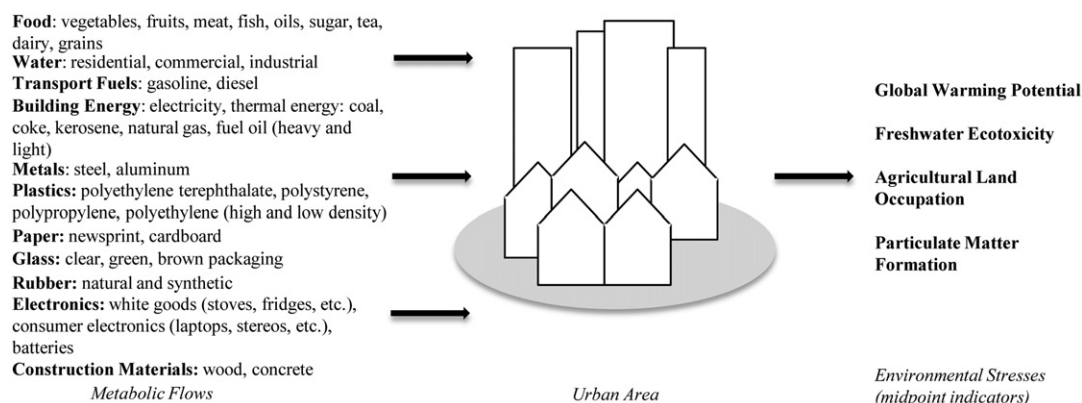 Food: vegetables, fruits, meat, fish, oils, sugar, tea,
dairy, grains
Water: residential, commercial, industrial
Transport Fuels: gasoline, diesel
Building Energy: electricity, thermal energy: coal,
coke, kerosene, natural gas, fuel oil (heavy and
light)
Metals: steel, aluminum
Plastics: polyethylene terephthalate, polystyrene,
polypropylene, polyethylene (high and low density)
Paper: newsprint, cardboard
Glass: clear, green, brown packaging
Rubber: natural and synthetic
Electronics: white goods (stoves, fridges, etc.),
consumer electronics (laptops, stereos, etc.),
batteries
Construction Materials: wood, concrete
Metabolic Flows
Urban Area
Global Warming Potential
Freshwater Ecotoxicity
Agricultural Land
Occupation
Particulate Matter
Formation
Environmental Stresses
(midpoint indicators)